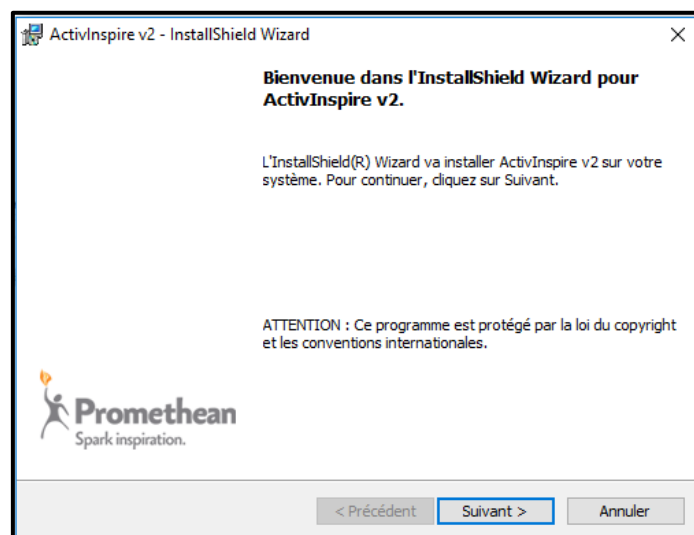 ActivInspire v2 - InstallShield Wizard
Bienvenue dans l'InstallShield Wizard pour
ActivInspire v2.
L'InstallShield(R) Wizard va installer ActivInspire v2 sur votre
système. Pour continuer, cliquez sur Suivant.
ATTENTION : Ce programme est protégé par la loi du copyright
et les conventions internationales.
Promethean
Spark inspiration.
< Précédent
Suivant >
Annuler